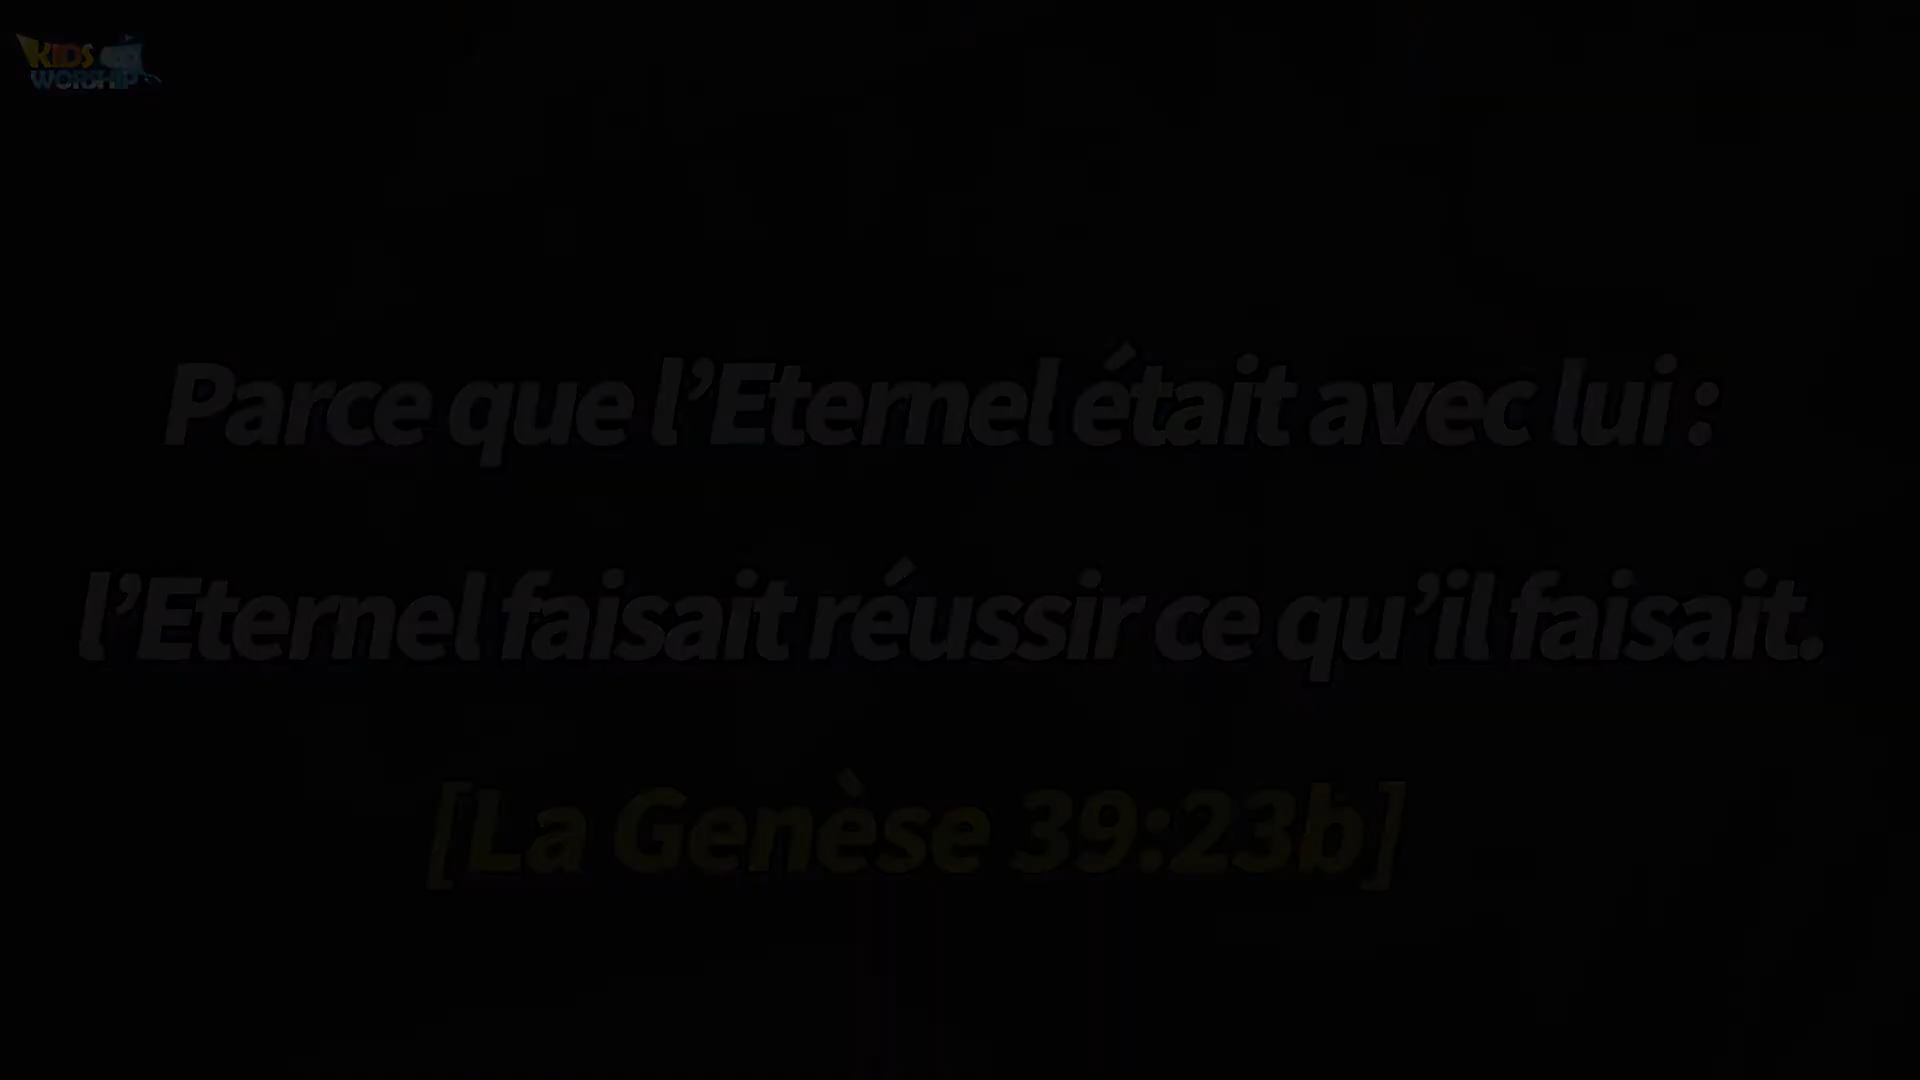 KIDS
WORSHIP
Parce que l’Eternel était avec lui :
l’Eternel faisait réussir ce qu’il faisait.
[La Genèse 39:23b]